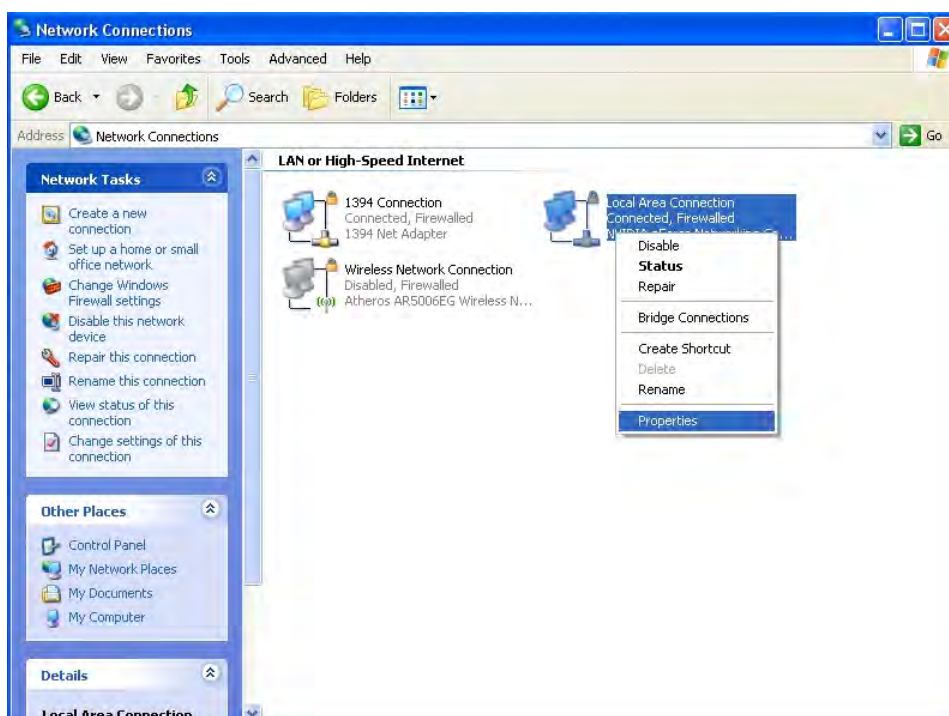 Network Connections
File Edit View Favorites Tools Advanced Help
Back Search Folders
Address Network Connections Go
Network Tasks
Create a new
connection
Set up a home or small
office network
Change Windows
Firewall settings
Disable this network
device
Repair this connection
Rename this connection
View status of this
connection
Change settings of this
connection
Other Places
Control Panel
My Network Places
My Documents
My Computer
Details
Local Area Connection
LAN or High-Speed Internet
1394 Connection
Connected, Firewalled
1394 Net Adapter
Wireless Network Connection
Disabled, Firewalled
Atheros AR5006EG Wireless N...
Local Area Connection
Connected, Firewalled
Disable
Status
Repair
Bridge Connections
Create Shortcut
Delete
Rename
Properties